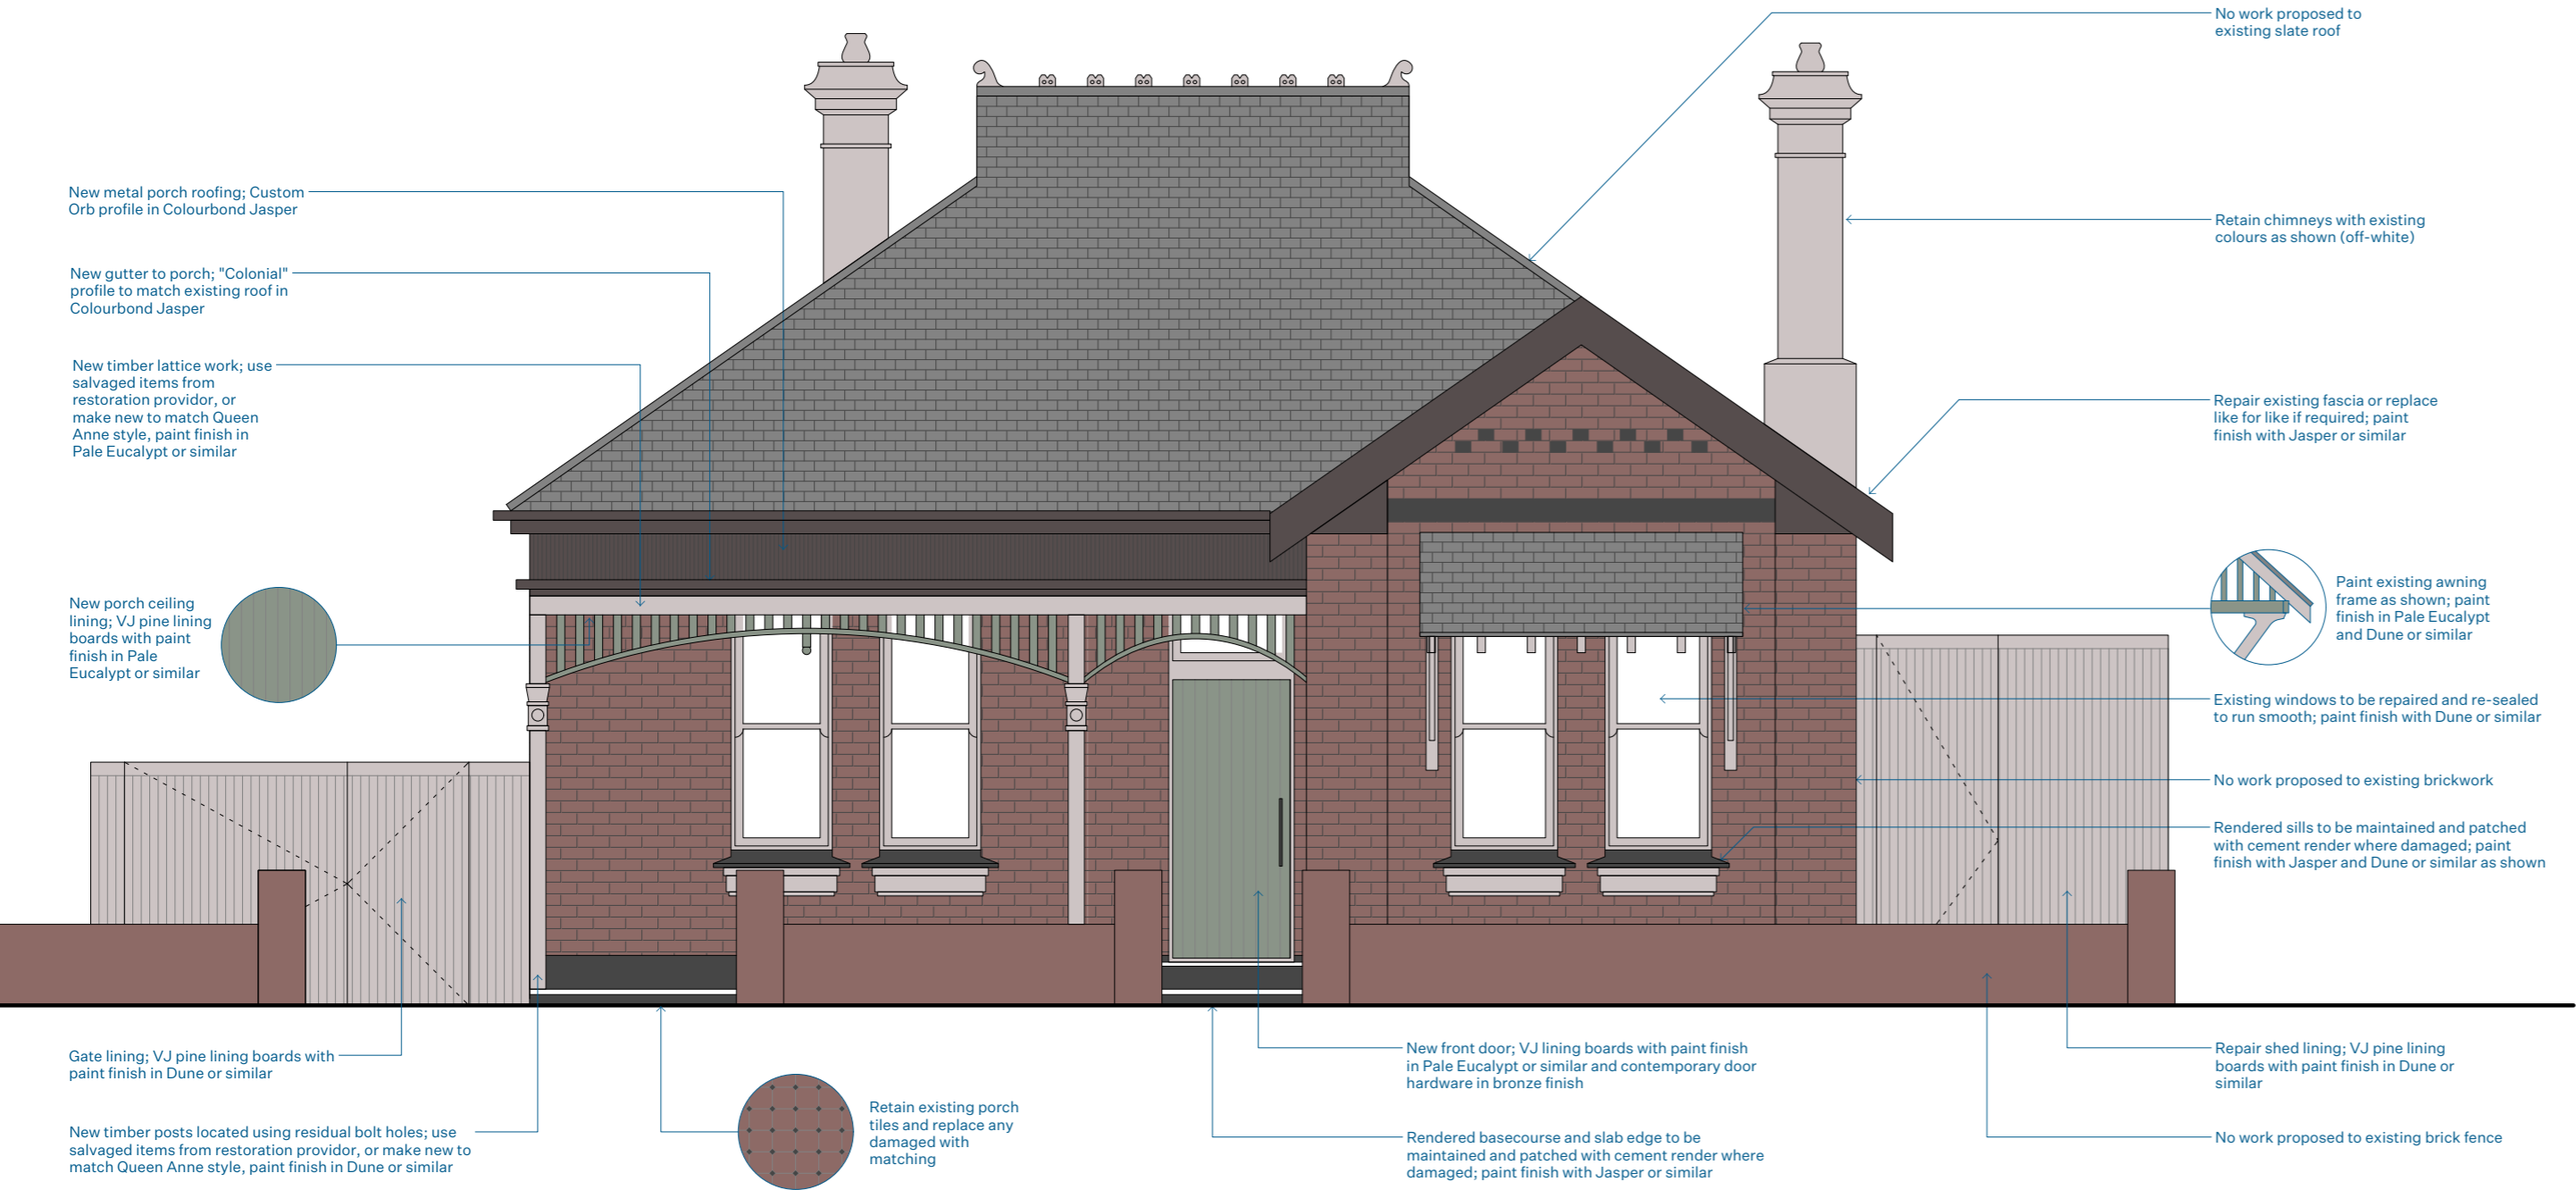 No work proposed to
existing slate roof
New metal porch roofing; Custom
Orb profile in Colourbond Jasper
Retain chimneys with existing
colours as shown (off-white)
New gutter to porch; "Colonial"
profile to match existing roof in
Colourbond Jasper
New timber lattice work; use
salvaged items from
restoration providor, or
make new to match Queen
Anne style, paint finish in
Pale Eucalypt or similar
Repair existing fascia or replace
like for like if required; paint
finish with Jasper or similar
New porch ceiling
lining; VJ pine lining
boards with paint
finish in Pale
Eucalypt or similar
Paint existing awning
frame as shown; paint
finish in Pale Eucalypt
and Dune or similar
Existing windows to be repaired and re-sealed
to run smooth; paint finish with Dune or similar
No work proposed to existing brickwork
Rendered sills to be maintained and patched
with cement render where damaged; paint
finish with Jasper and Dune or similar as shown
Gate lining; VJ pine lining boards with
paint finish in Dune or similar
New timber posts located using residual bolt holes; use
salvaged items from restoration providor, or make new to
match Queen Anne style, paint finish in Dune or similar
Retain existing porch
tiles and replace any
damaged with
matching
New front door; VJ lining boards with paint finish
in Pale Eucalypt or similar and contemporary door
hardware in bronze finish
Rendered basecourse and slab edge to be
maintained and patched with cement render where
damaged; paint finish with Jasper or similar
Repair shed lining; VJ pine lining
boards with paint finish in Dune or
similar
No work proposed to existing brick fence